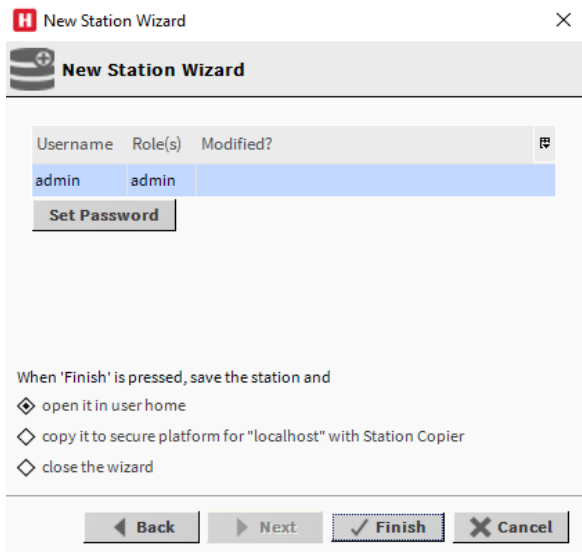 H New Station Wizard
New Station Wizard
Username Role(s) Modified?
admin admin
Set Password
When 'Finish' is pressed, save the station and
open it in user home
copy it to secure platform for "localhost" with Station Copier
close the wizard
Back Next Finish Cancel